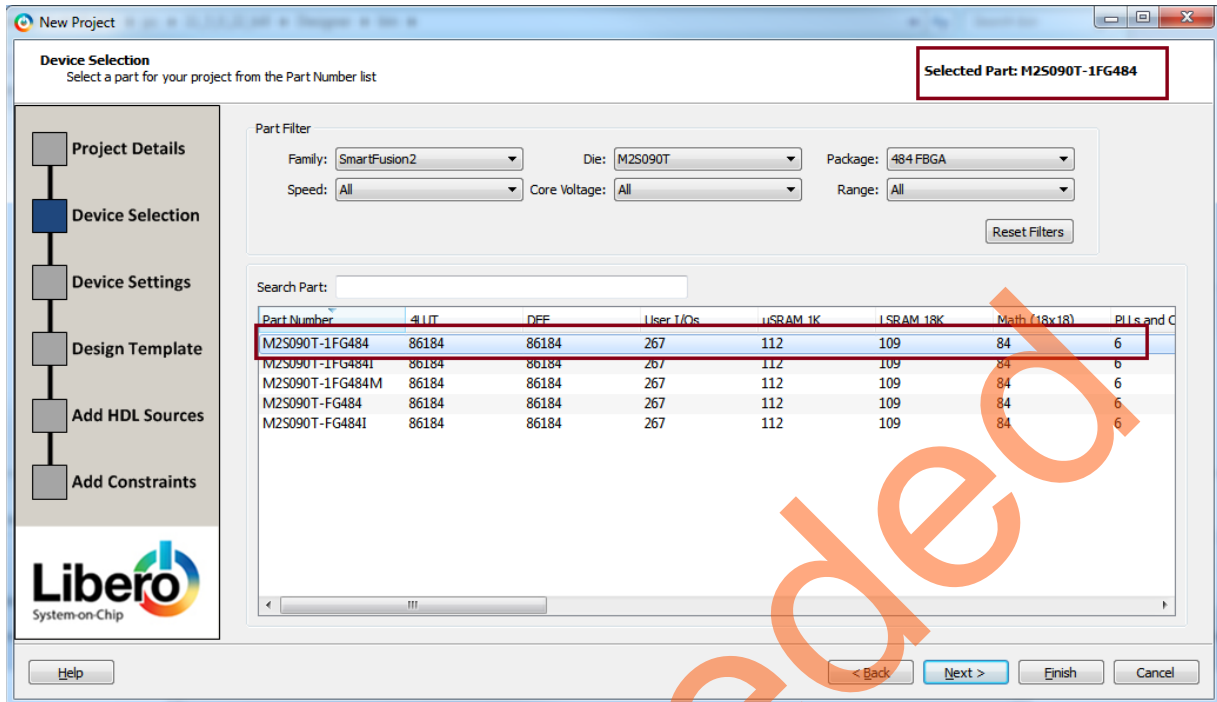 New Project
Device Selection
Select a part for your project from the Part Number list
Selected Part: M2S090T-1FG484
Project Details
Device Selection
Device Settings
Design Template
Add HDL Sources
Add Constraints
Libero
System-on-Chip
Part Filter
Family: SmartFusion2 Die: M2S090T Package: 484 FBGA
Speed: All Core Voltage: All Range: All
Reset Filters
Search Part:
Part Number 4LUT DFF User I/Os uSRAM 1K LSRAM 18K Math (18x18) PLLs and C
M2S090T-1FG484 86184 86184 267 112 109 84 6
M2S090T-1FG484I 86184 86184 267 112 109 84 6
M2S090T-1FG484M 86184 86184 267 112 109 84 6
M2S090T-FG484 86184 86184 267 112 109 84 6
M2S090T-FG484I 86184 86184 267 112 109 84 6
Help < Back Next > Finish Cancel
eded